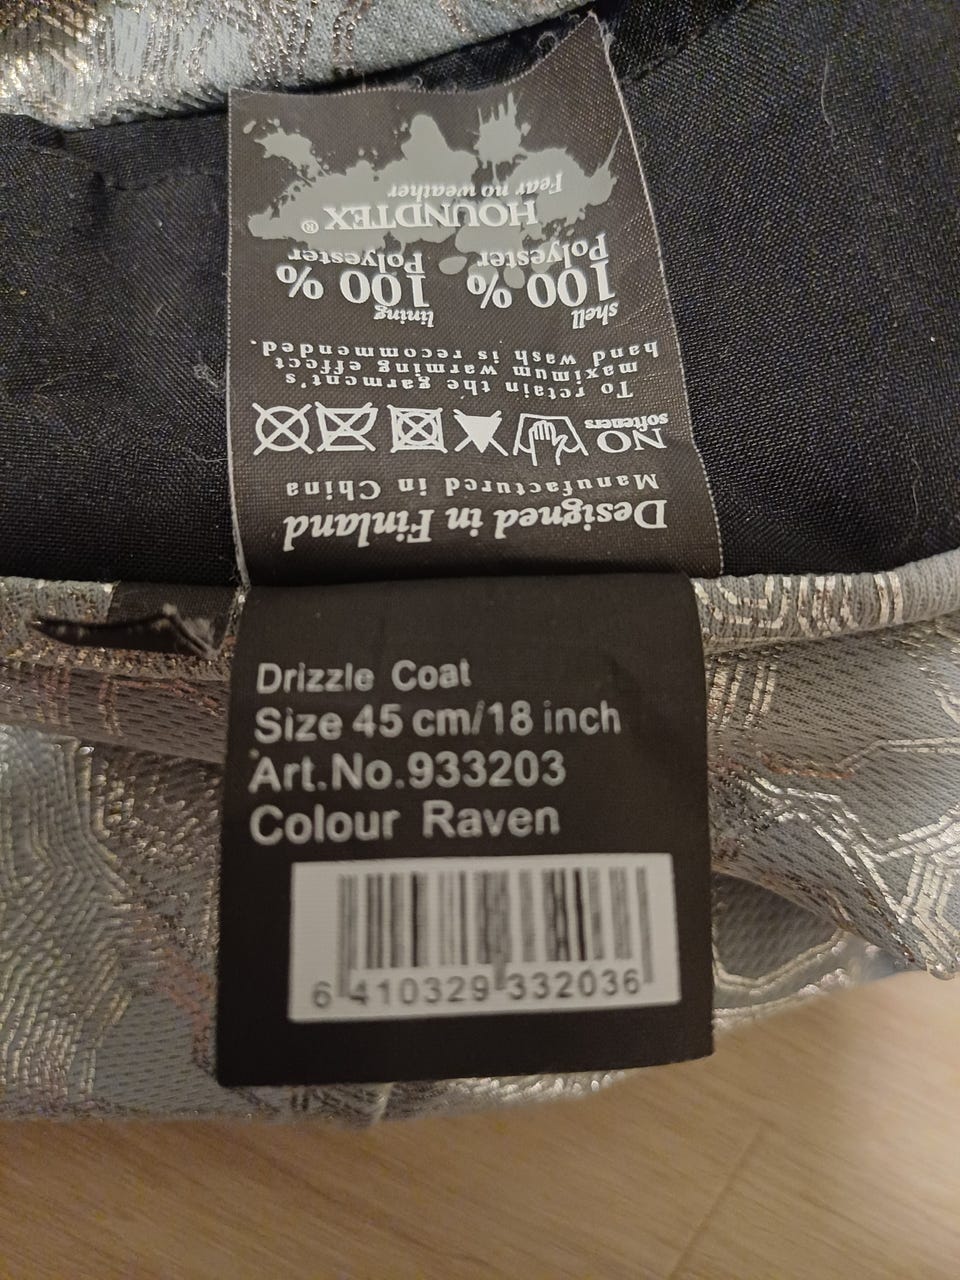 Designed in Finland
Manufactured in China
NO softeners
To retain the garment's
maximum warming effect
hand wash is recommended.
shell lining
100 % 100 %
Polyester Polyester
HOUNDTEX®
Fear no weather
Drizzle Coat
Size 45 cm/18 inch
Art.No.933203
Colour Raven
6 410329 332036